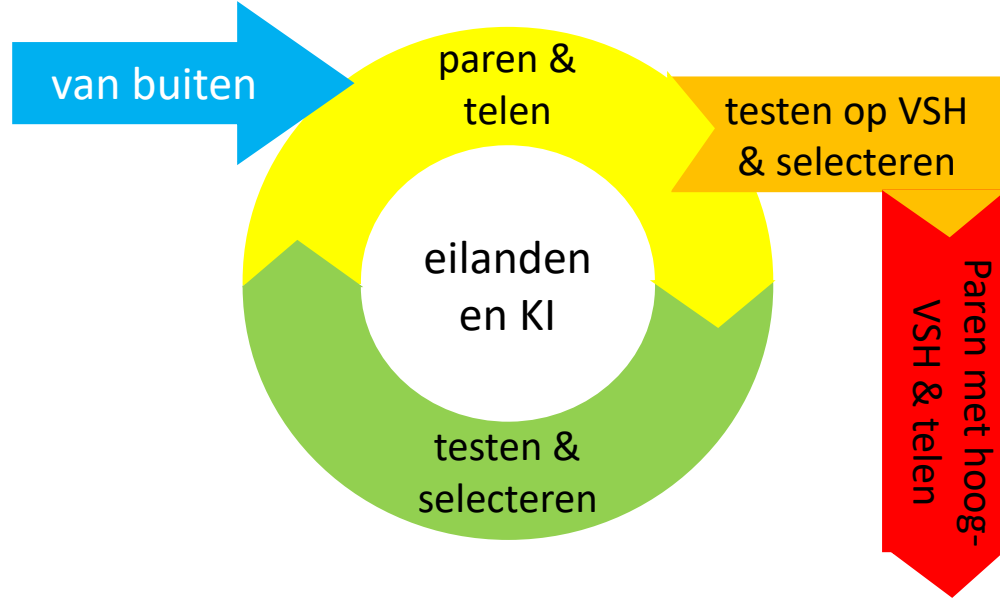 van buiten
paren &
telen
testen op VSH
& selecteren
eilanden
en KI
Paren met hoog-
VSH & telen
testen &
selecteren